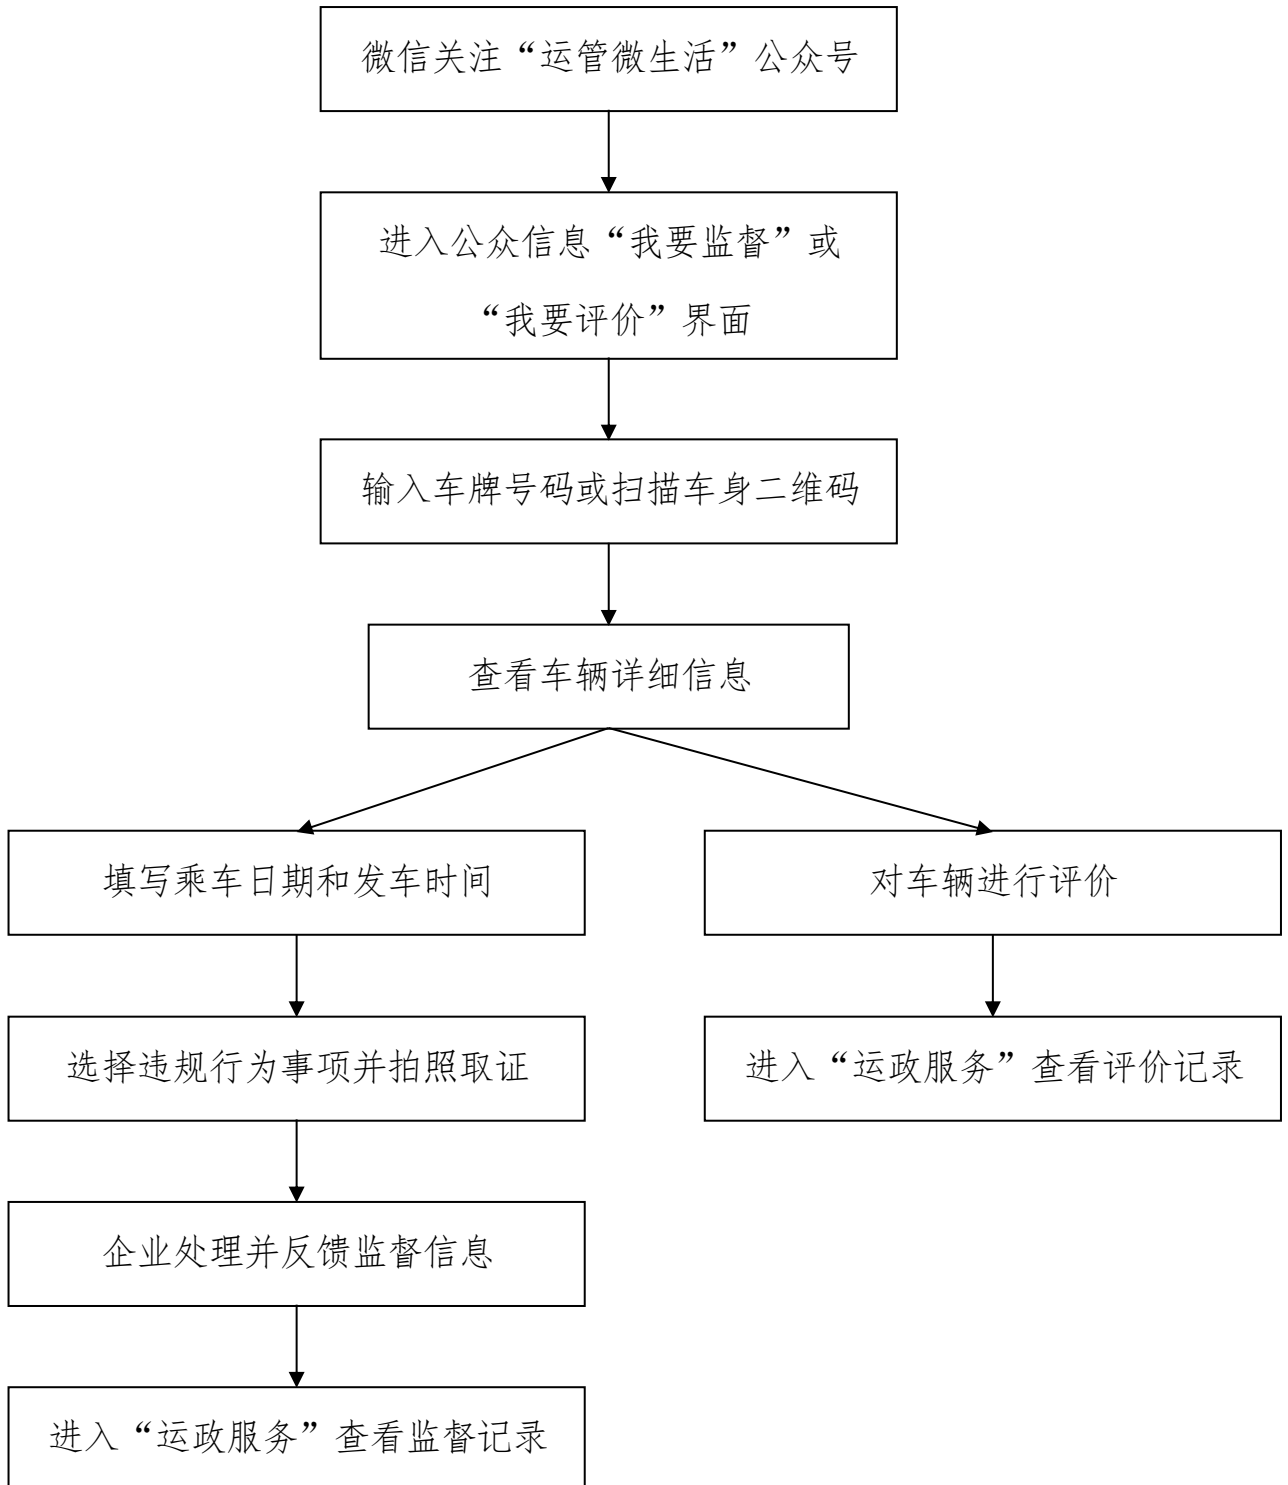 微信关注“运管微生活”公众号
进入公众信息“我要监督”或
“我要评价”界面
输入车牌号码或扫描车身二维码
查看车辆详细信息
填写乘车日期和发车时间
对车辆进行评价
选择违规行为事项并拍照取证
进入“运政服务”查看评价记录
企业处理并反馈监督信息
进入“运政服务”查看监督记录